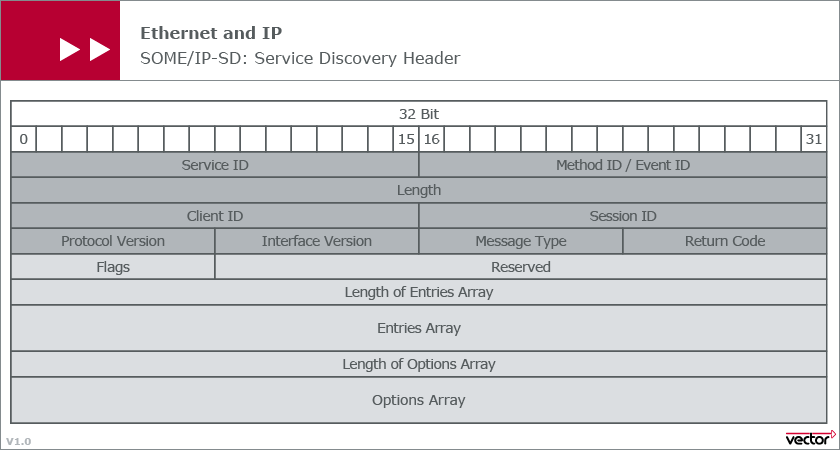 Ethernet and IP
SOME/IP-SD: Service Discovery Header
32 Bit
0 15 16 31
Service ID Method ID / Event ID
Length
Client ID Session ID
Protocol Version Interface Version Message Type Return Code
Flags Reserved
Length of Entries Array
Entries Array
Length of Options Array
Options Array
V1.0 vector